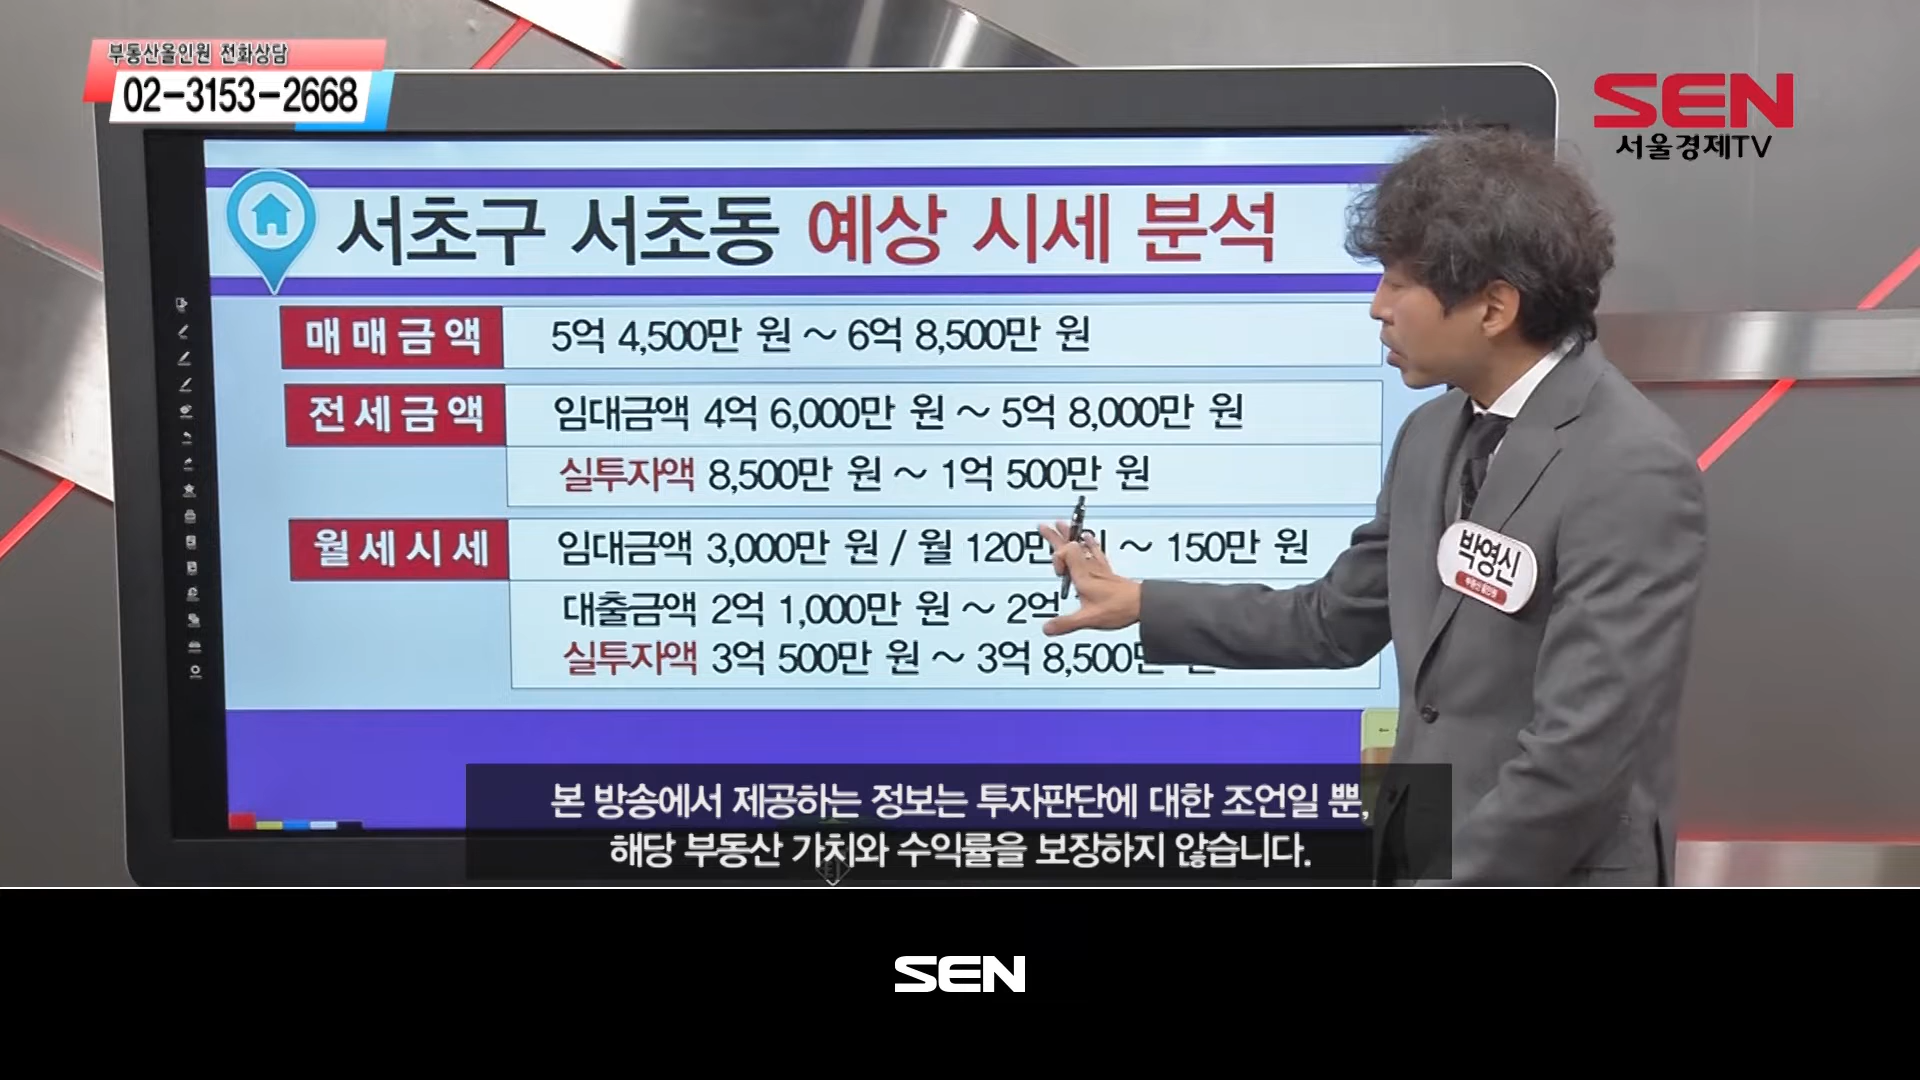 부동산올인원 전화상담
02-3153-2668
SEN
서울경제TV
서초구 서초동 예상 시세 분석
매매금액 5억 4,500만 원 ~ 6억 8,500만 원
전세금액 임대금액 4억 6,000만 원 ~ 5억 8,000만 원
실투자액 8,500만 원 ~ 1억 500만 원
월세시세 임대금액 3,000만 원 / 월 120만 원 ~ 150만 원
대출금액 2억 1,000만 원 ~ 2억
실투자액 3억 500만 원 ~ 3억 8,500만 원
박영신
본 방송에서 제공하는 정보는 투자판단에 대한 조언일 뿐,
해당 부동산 가치와 수익률을 보장하지 않습니다.
SEN